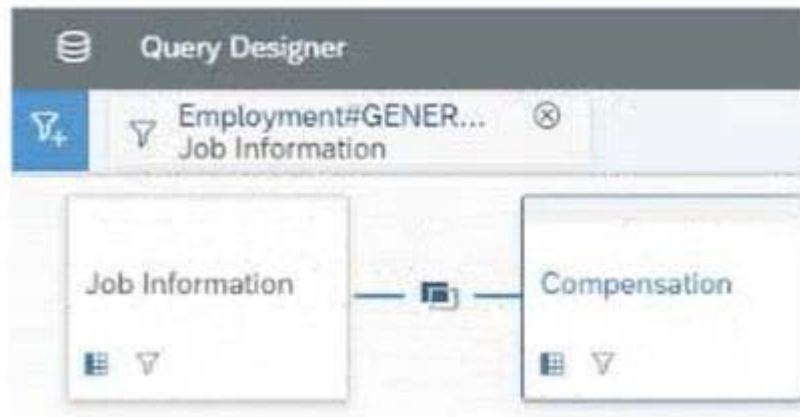 Query Designer
Employment#GENER...
Job Information
Job Information
Compensation